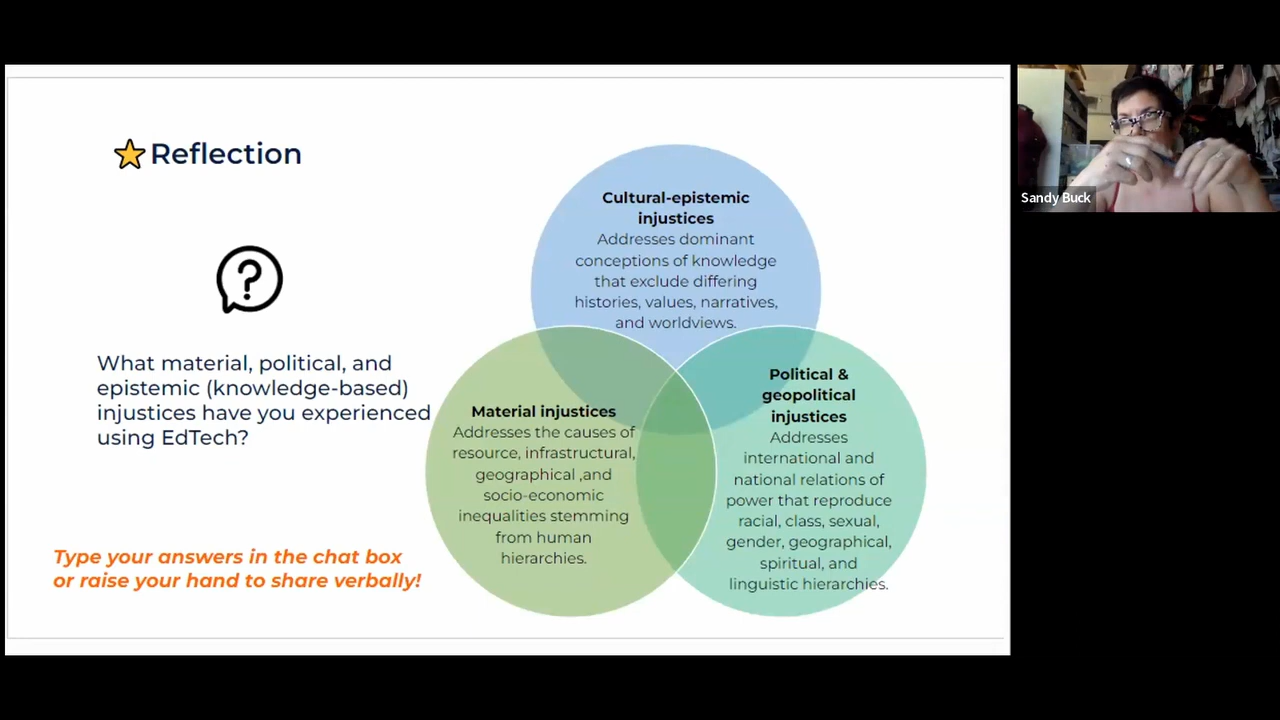 Reflection
What material, political, and
epistemic (knowledge-based)
injustices have you experienced
using EdTech?
Type your answers in the chat box
or raise your hand to share verbally!
Cultural-epistemic
injustices
Addresses dominant
conceptions of knowledge
that exclude differing
histories, values, narratives,
and worldviews.
Material injustices
Addresses the causes of
resource, infrastructural,
geographical ,and
socio-economic
inequalities stemming
from human
hierarchies.
Political &
geopolitical
injustices
Addresses
international and
national relations of
power that reproduce
racial, class, sexual,
gender, geographical,
spiritual, and
linguistic hierarchies.
Sandy Buck